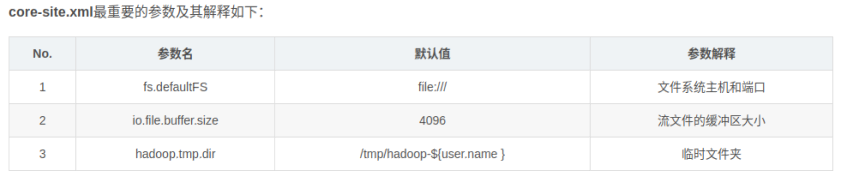 core-site.xml最重要的参数及其解释如下：
No. 参数名 默认值 参数解释
1 fs.defaultFS file:/// 文件系统主机和端口
2 io.file.buffer.size 4096 流文件的缓冲区大小
3 hadoop.tmp.dir /tmp/hadoop-${user.name } 临时文件夹